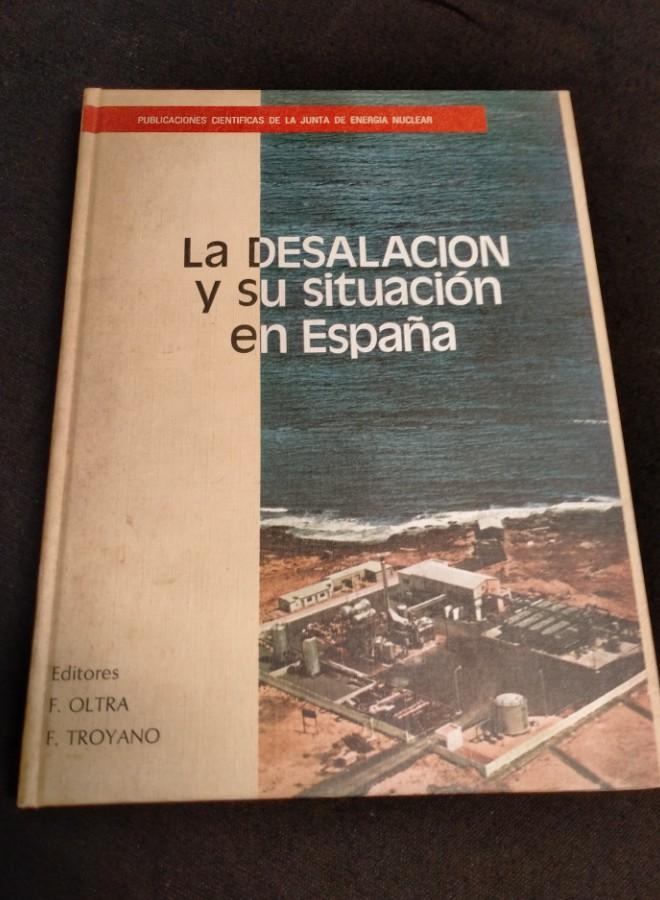 PUBLICACIONES CIENTIFICAS DE LA JUNTA DE ENERGIA NUCLEAR
La DESALACION
y su situación
en España
Editores
F. OLTRA
F. TROYANO